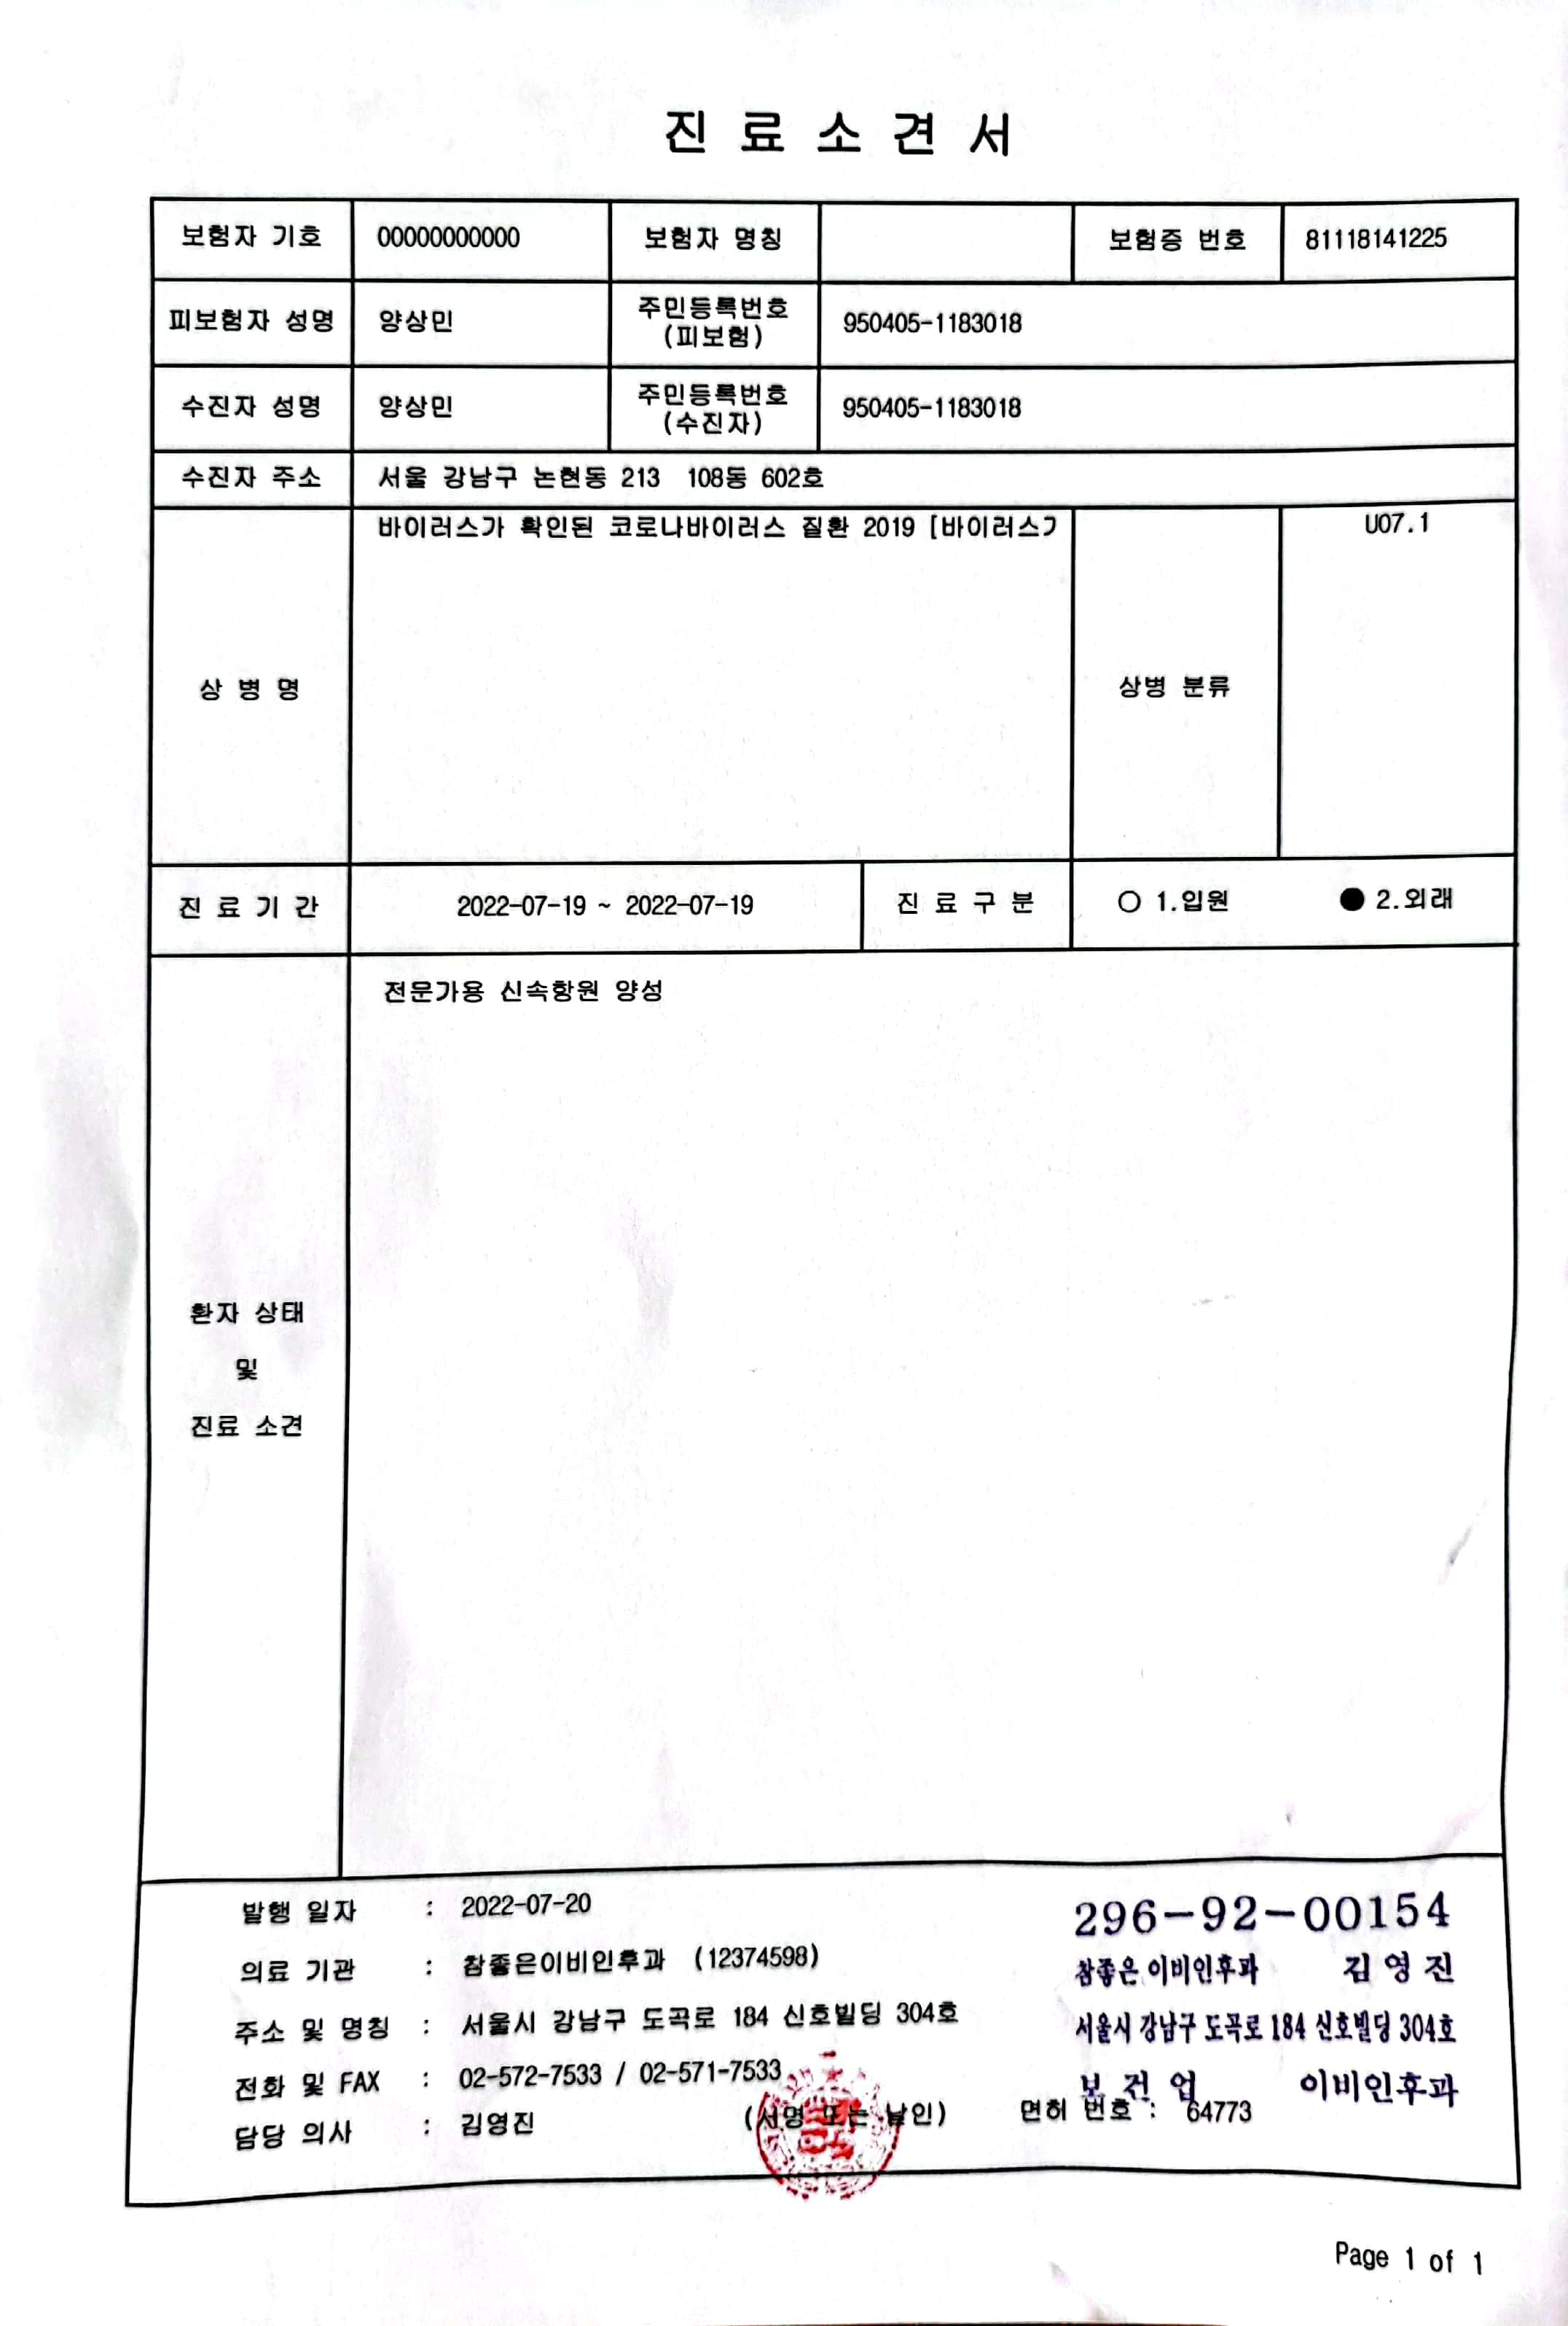 진 료 소 견 서
보험자 기호 00000000000 보험자 명칭 보험증 번호 81118141225
피보험자 성명 양상민 주민등록번호 (피보험) 950405-1183018
수진자 성명 양상민 주민등록번호 (수진자) 950405-1183018
수진자 주소 서울 강남구 논현동 213 108동 602호
상 병 명 바이러스가 확인된 코로나바이러스 질환 2019 [바이러스 상병 분류 U07.1
진 료 기 간 2022-07-19 ~ 2022-07-19 진 료 구 분 ○ 1.입원 ● 2.외래
전문가용 신속항원 양성
환자 상태
및
진료 소견
발행 일자 : 2022-07-20
의료 기관 : 참좋은이비인후과 (12374598)
주소 및 명칭 : 서울시 강남구 도곡로 184 신호빌딩 304호
전화 및 FAX : 02-572-7533 / 02-571-7533
담당 의사 : 김영진 (서명 또는 날인) 면허 번호 : 64773
296-92-00154
참좋은이비인후과 김영진
서울시 강남구 도곡로 184 신호빌딩 304호
보건업 이비인후과
Page 1 of 1